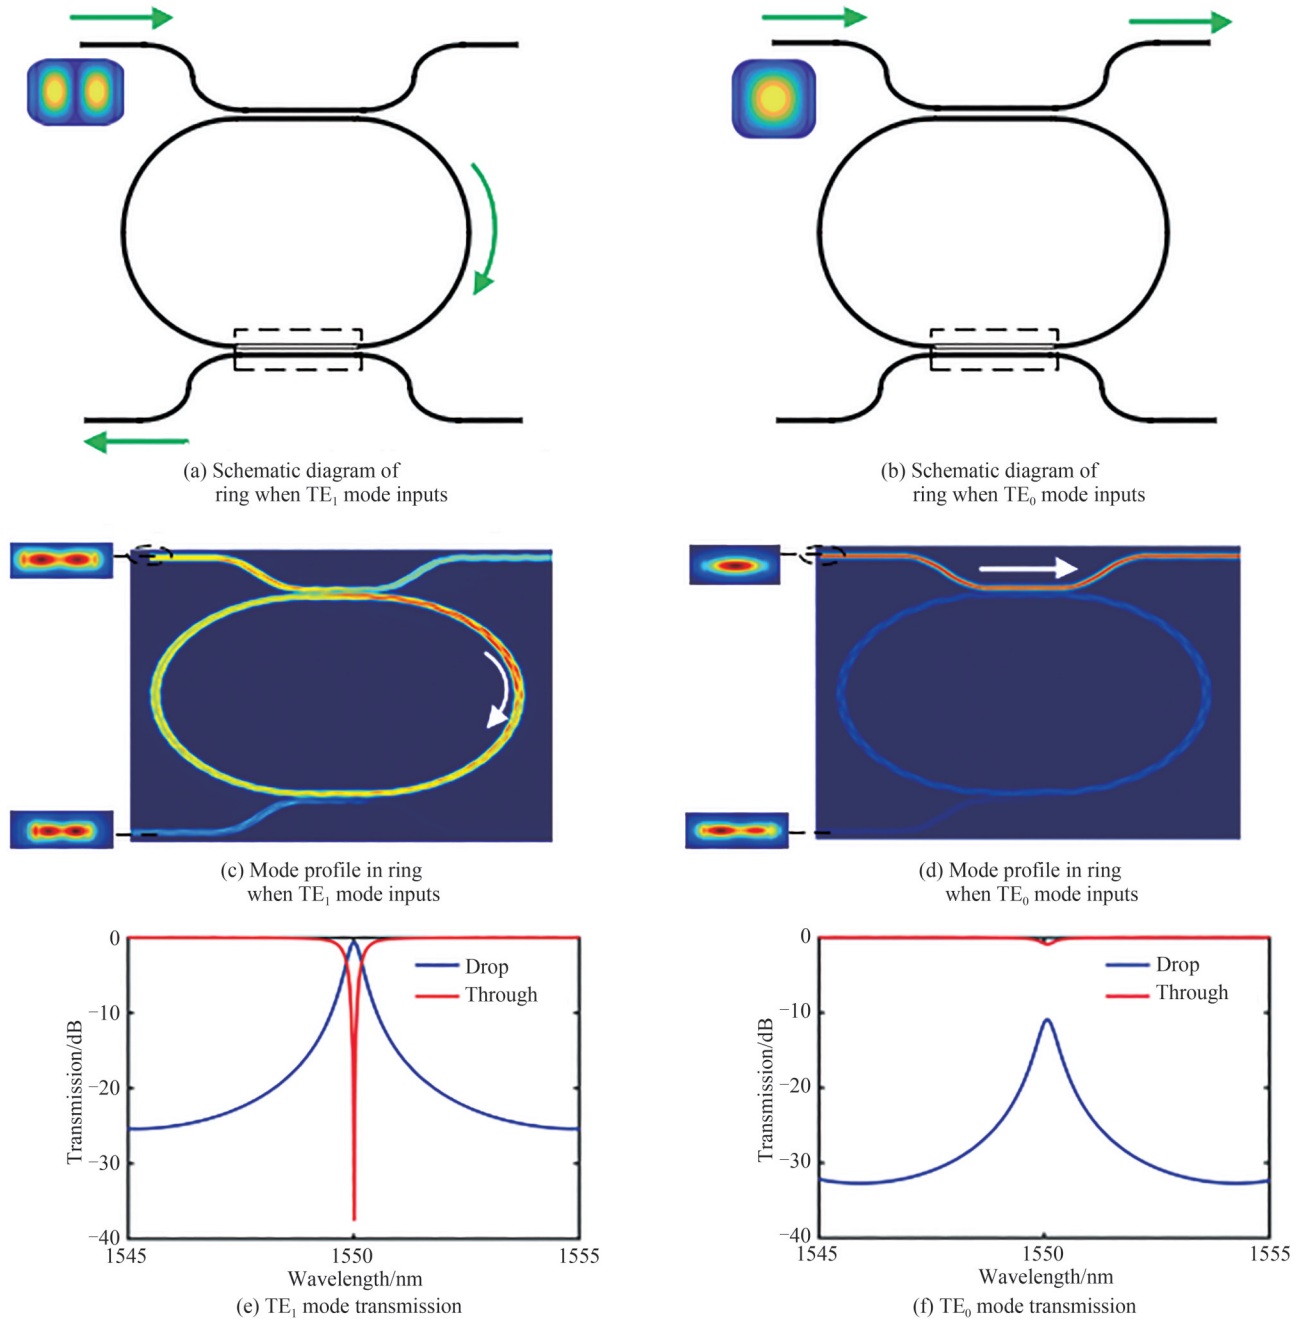 (a) Schematic diagram of
ring when TE₁ mode inputs
(b) Schematic diagram of
ring when TE₀ mode inputs
(c) Mode profile in ring
when TE₁ mode inputs
(d) Mode profile in ring
when TE₀ mode inputs
0
−10
−20
−30
−40
Transmission/dB
Drop
Through
1545
1550
1555
Wavelength/nm
(e) TE₁ mode transmission
0
−10
−20
−30
−40
Transmission/dB
Drop
Through
1545
1550
1555
Wavelength/nm
(f) TE₀ mode transmission